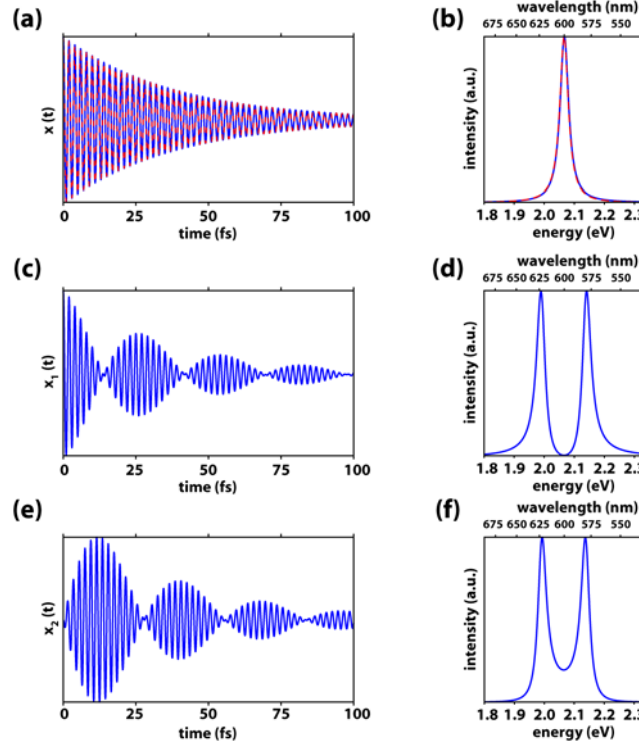 (a)
x (t)
0 25 50 75 100
time (fs)
(b)
wavelength (nm)
675 650 625 600 575 550
intensity (a.u.)
1.8 1.9 2.0 2.1 2.2
energy (eV)
(c)
x1 (t)
0 25 50 75 100
time (fs)
(d)
wavelength (nm)
675 650 625 600 575 550
intensity (a.u.)
1.8 1.9 2.0 2.1 2.2
energy (eV)
(e)
x2 (t)
0 25 50 75 100
time (fs)
(f)
wavelength (nm)
675 650 625 600 575 550
intensity (a.u.)
1.8 1.9 2.0 2.1 2.2
energy (eV)